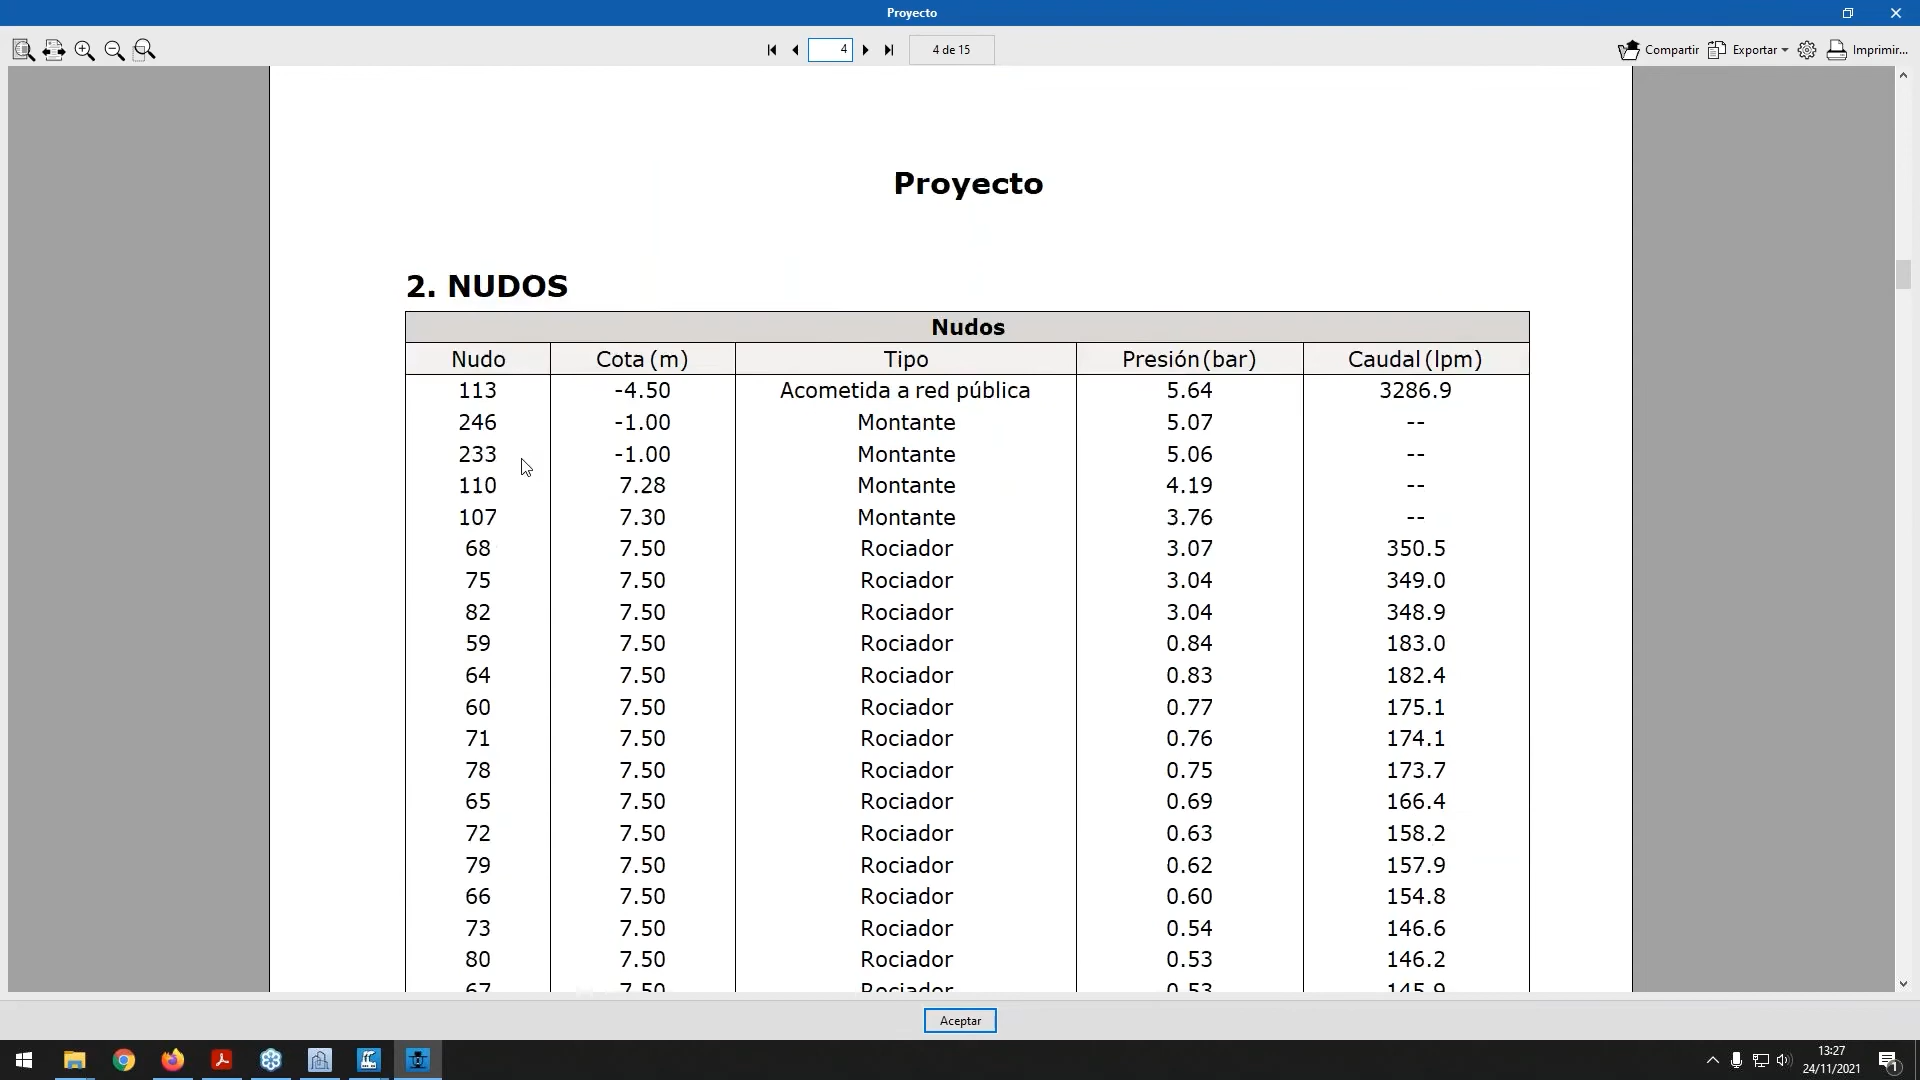 Proyecto
4
4 de 15
Compartir
Exportar
Imprimir...
Proyecto
2. NUDOS
Nudos
Nudo Cota (m) Tipo Presión (bar) Caudal (lpm)
113 -4.50 Acometida a red pública 5.64 3286.9
246 -1.00 Montante 5.07 --
233 -1.00 Montante 5.06 --
110 7.28 Montante 4.19 --
107 7.30 Montante 3.76 --
68 7.50 Rociador 3.07 350.5
75 7.50 Rociador 3.04 349.0
82 7.50 Rociador 3.04 348.9
59 7.50 Rociador 0.84 183.0
64 7.50 Rociador 0.83 182.4
60 7.50 Rociador 0.77 175.1
71 7.50 Rociador 0.76 174.1
78 7.50 Rociador 0.75 173.7
65 7.50 Rociador 0.69 166.4
72 7.50 Rociador 0.63 158.2
79 7.50 Rociador 0.62 157.9
66 7.50 Rociador 0.60 154.8
73 7.50 Rociador 0.54 146.6
80 7.50 Rociador 0.53 146.2
67 7.50 Rociador 0.53 145.9
Aceptar
13:27
24/11/2021
1